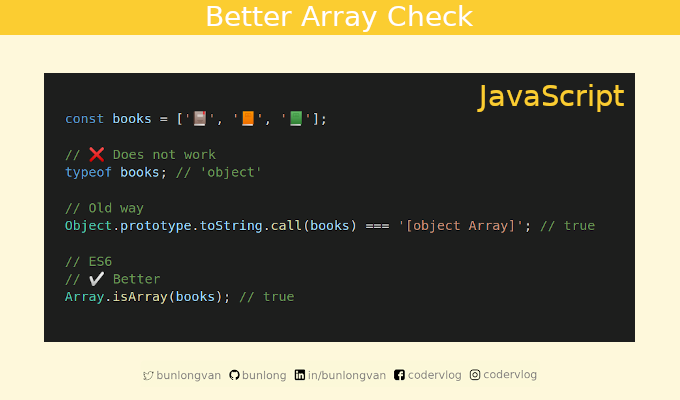 Better Array Check
JavaScript
const books = ['📔', '📙', '📗'];
// ❌ Does not work
typeof books; // 'object'
// Old way
Object.prototype.toString.call(books) === '[object Array]'; // true
// ES6
// ✔ Better
Array.isArray(books); // true
bunlongvan bunlong in/bunlongvan codervlog codervlog